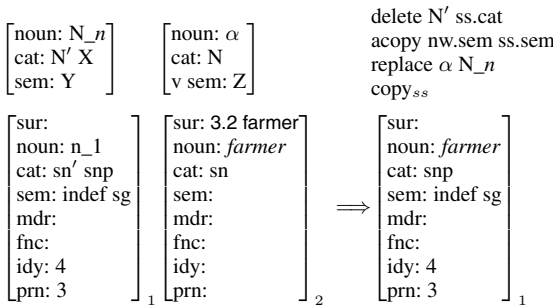 delete N′ ss.cat
[noun: N_n] [noun: α] acopy nw.sem ss.sem
[cat: N′ X] [cat: N] replace α N_n
[sem: Y] [v sem: Z] copyss
[sur: ]1 [sur: 3.2 farmer]2 ⟹ [sur: ]1
noun: n_1 noun: farmer noun: farmer
cat: sn′ snp cat: sn cat: snp
sem: indef sg sem: sem: indef sg
mdr: mdr: mdr:
fnc: fnc: fnc:
idy: 4 idy: idy: 4
prn: 3 prn: prn: 3